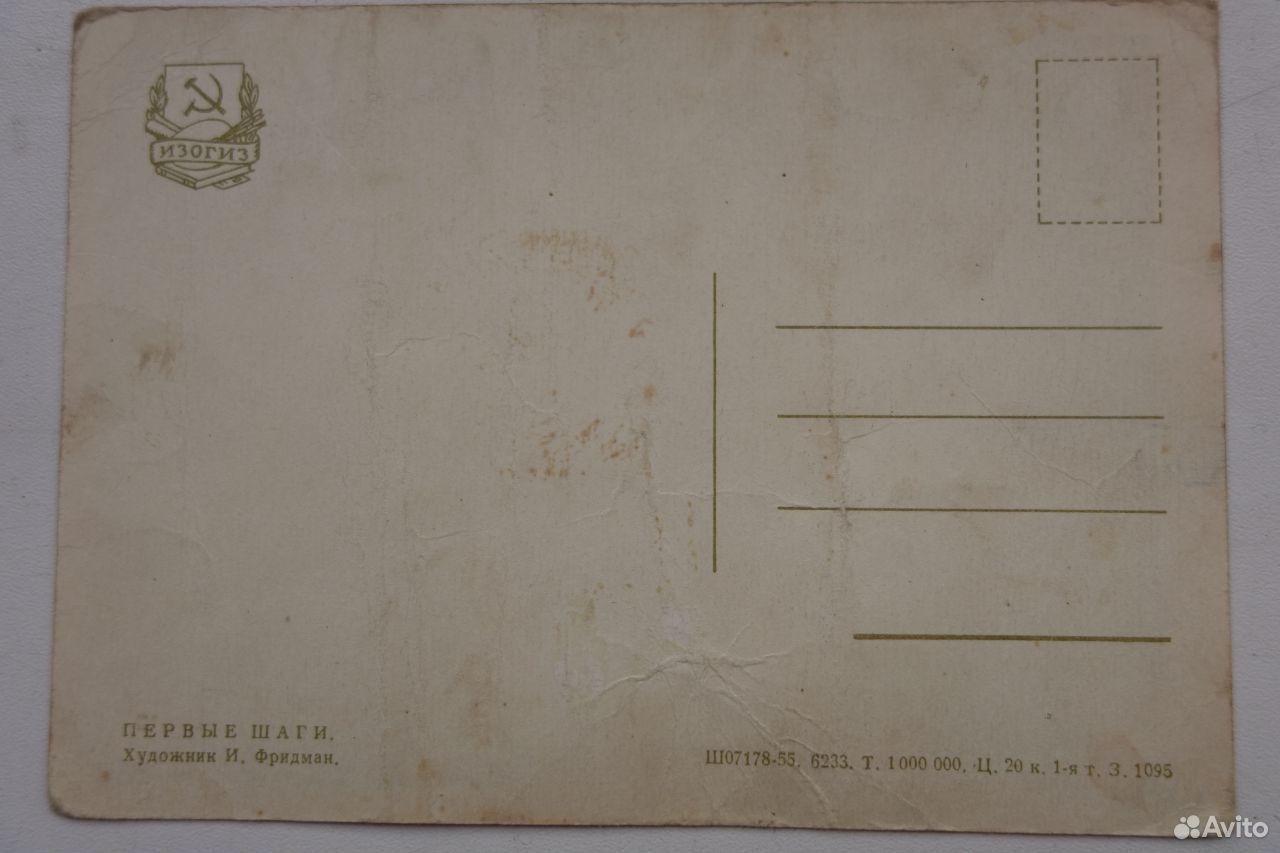 ИЗОГИЗ
ПЕРВЫЕ ШАГИ.
Художник И. Фридман.
Ш07178-55. 6233. Т. 1 000 000. Ц. 20 к. 1-я т. З. 1095
Avito